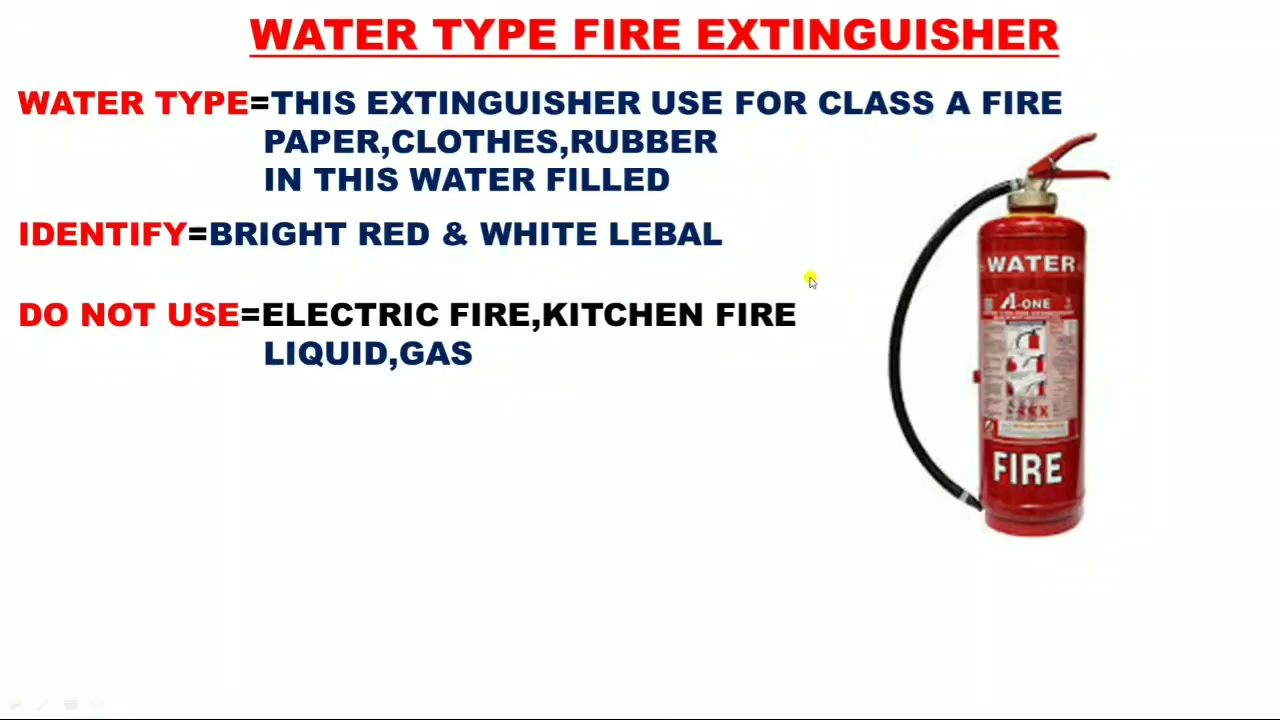 WATER TYPE FIRE EXTINGUISHER
WATER TYPE=THIS EXTINGUISHER USE FOR CLASS A FIRE
PAPER,CLOTHES,RUBBER
IN THIS WATER FILLED
IDENTIFY=BRIGHT RED & WHITE LEBAL
DO NOT USE=ELECTRIC FIRE,KITCHEN FIRE
LIQUID,GAS
WATER
A-ONE
FIRE